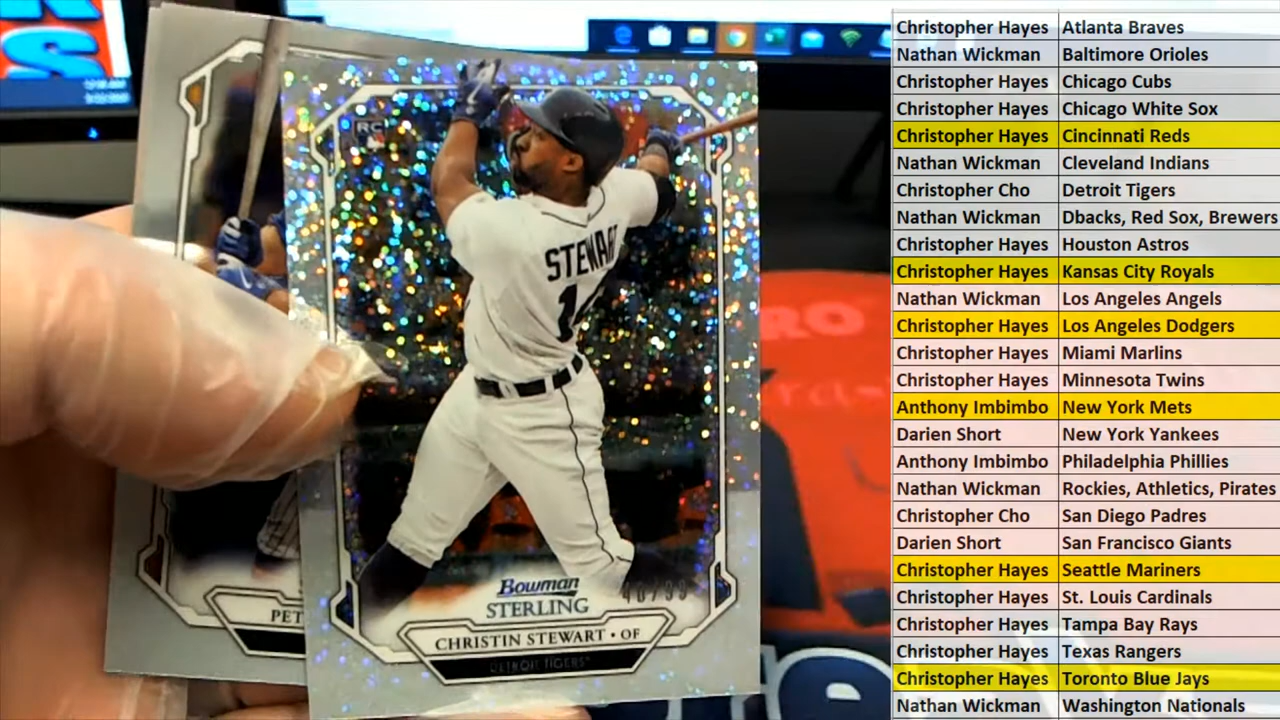 RC
STEWART
Bowman
STERLING
CHRISTIN STEWART • OF
DETROIT TIGERS
PET
RO
Christopher Hayes Atlanta Braves
Nathan Wickman Baltimore Orioles
Christopher Hayes Chicago Cubs
Christopher Hayes Chicago White Sox
Christopher Hayes Cincinnati Reds
Nathan Wickman Cleveland Indians
Christopher Cho Detroit Tigers
Nathan Wickman Dbacks, Red Sox, Brewers
Christopher Hayes Houston Astros
Christopher Hayes Kansas City Royals
Nathan Wickman Los Angeles Angels
Christopher Hayes Los Angeles Dodgers
Christopher Hayes Miami Marlins
Christopher Hayes Minnesota Twins
Anthony Imbimbo New York Mets
Darien Short New York Yankees
Anthony Imbimbo Philadelphia Phillies
Nathan Wickman Rockies, Athletics, Pirates
Christopher Cho San Diego Padres
Darien Short San Francisco Giants
Christopher Hayes Seattle Mariners
Christopher Hayes St. Louis Cardinals
Christopher Hayes Tampa Bay Rays
Christopher Hayes Texas Rangers
Christopher Hayes Toronto Blue Jays
Nathan Wickman Washington Nationals